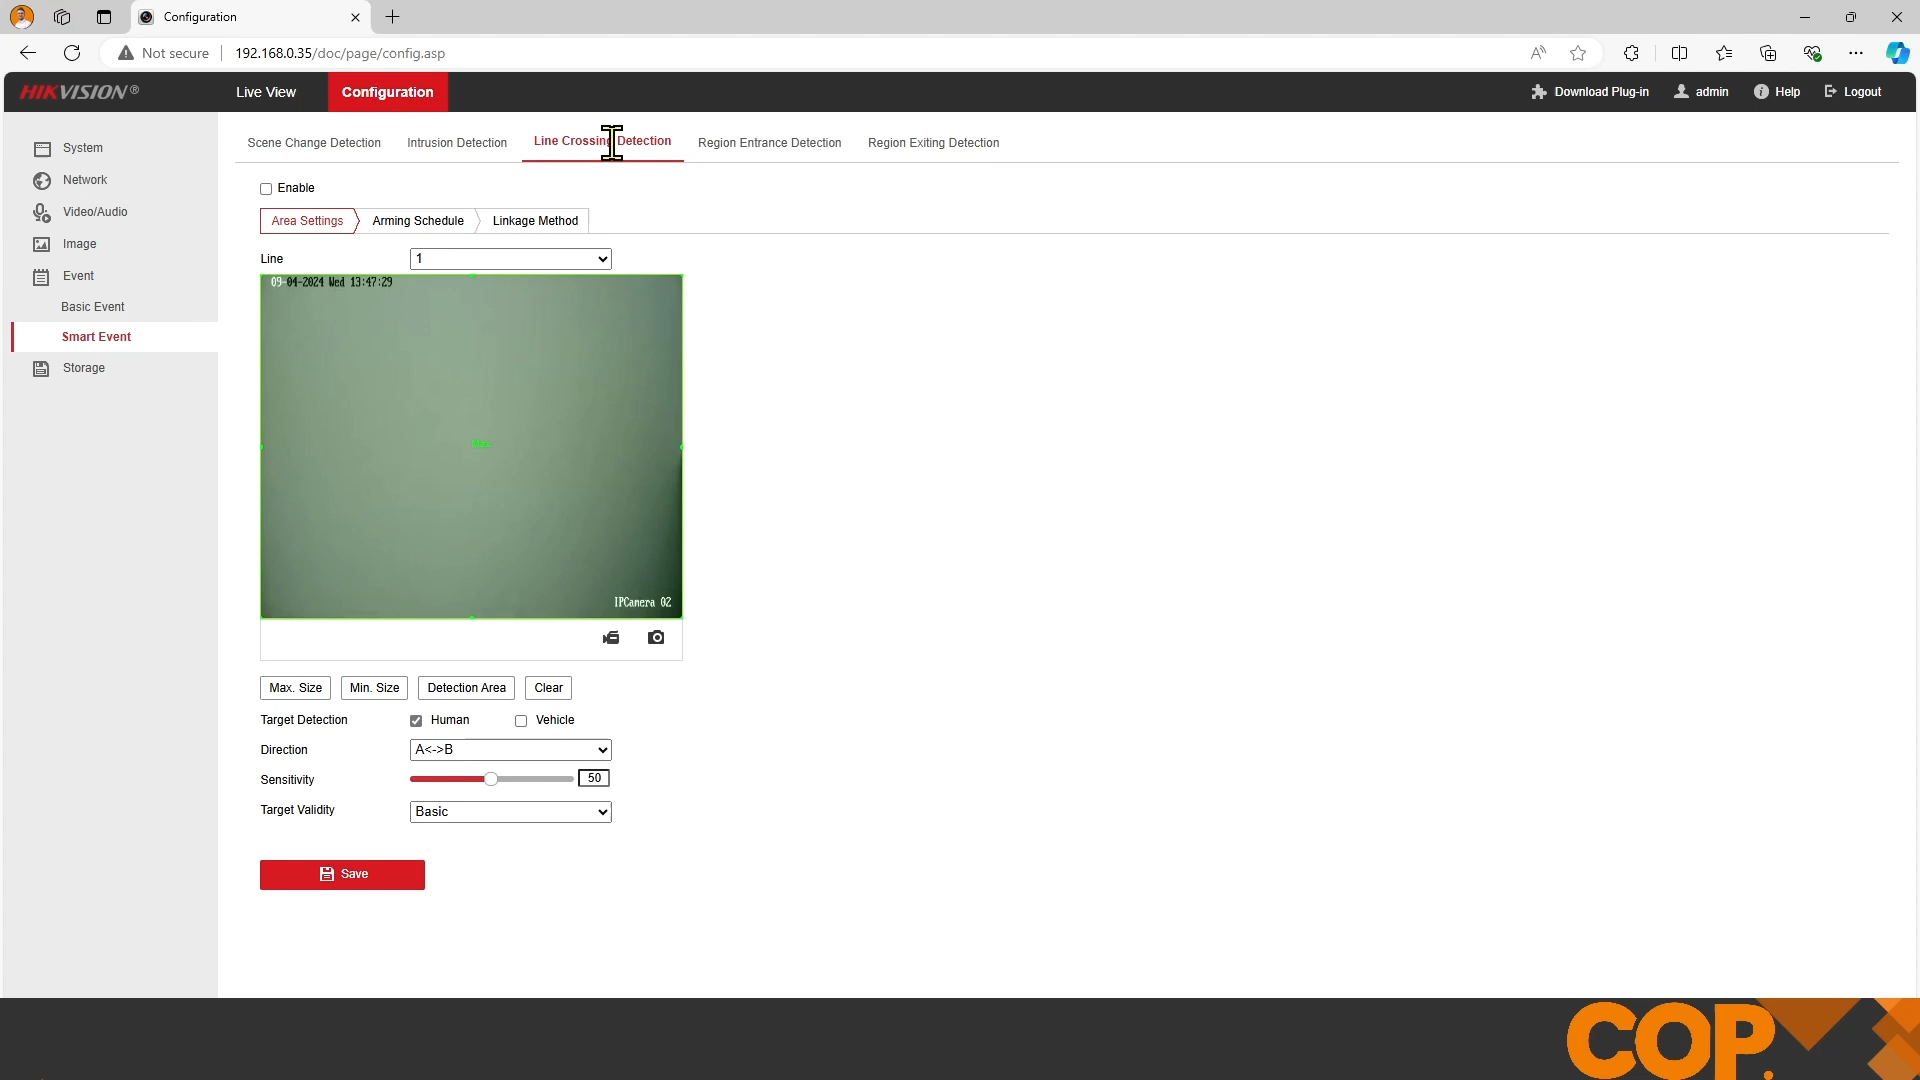 Configuration
Not secure
192.168.0.35/doc/page/config.asp
HIKVISION®
Live View
Configuration
Download Plug-in
admin
Help
Logout
System
Network
Video/Audio
Image
Event
Basic Event
Smart Event
Storage
Scene Change Detection
Intrusion Detection
Line Crossing Detection
Region Entrance Detection
Region Exiting Detection
Enable
Area Settings
Arming Schedule
Linkage Method
Line
1
09-04-2024 Wed 13:47:29
IPCamera 02
Max. Size
Min. Size
Detection Area
Clear
Target Detection
Human
Vehicle
Direction
A<->B
Sensitivity
50
Target Validity
Basic
Save
COP.